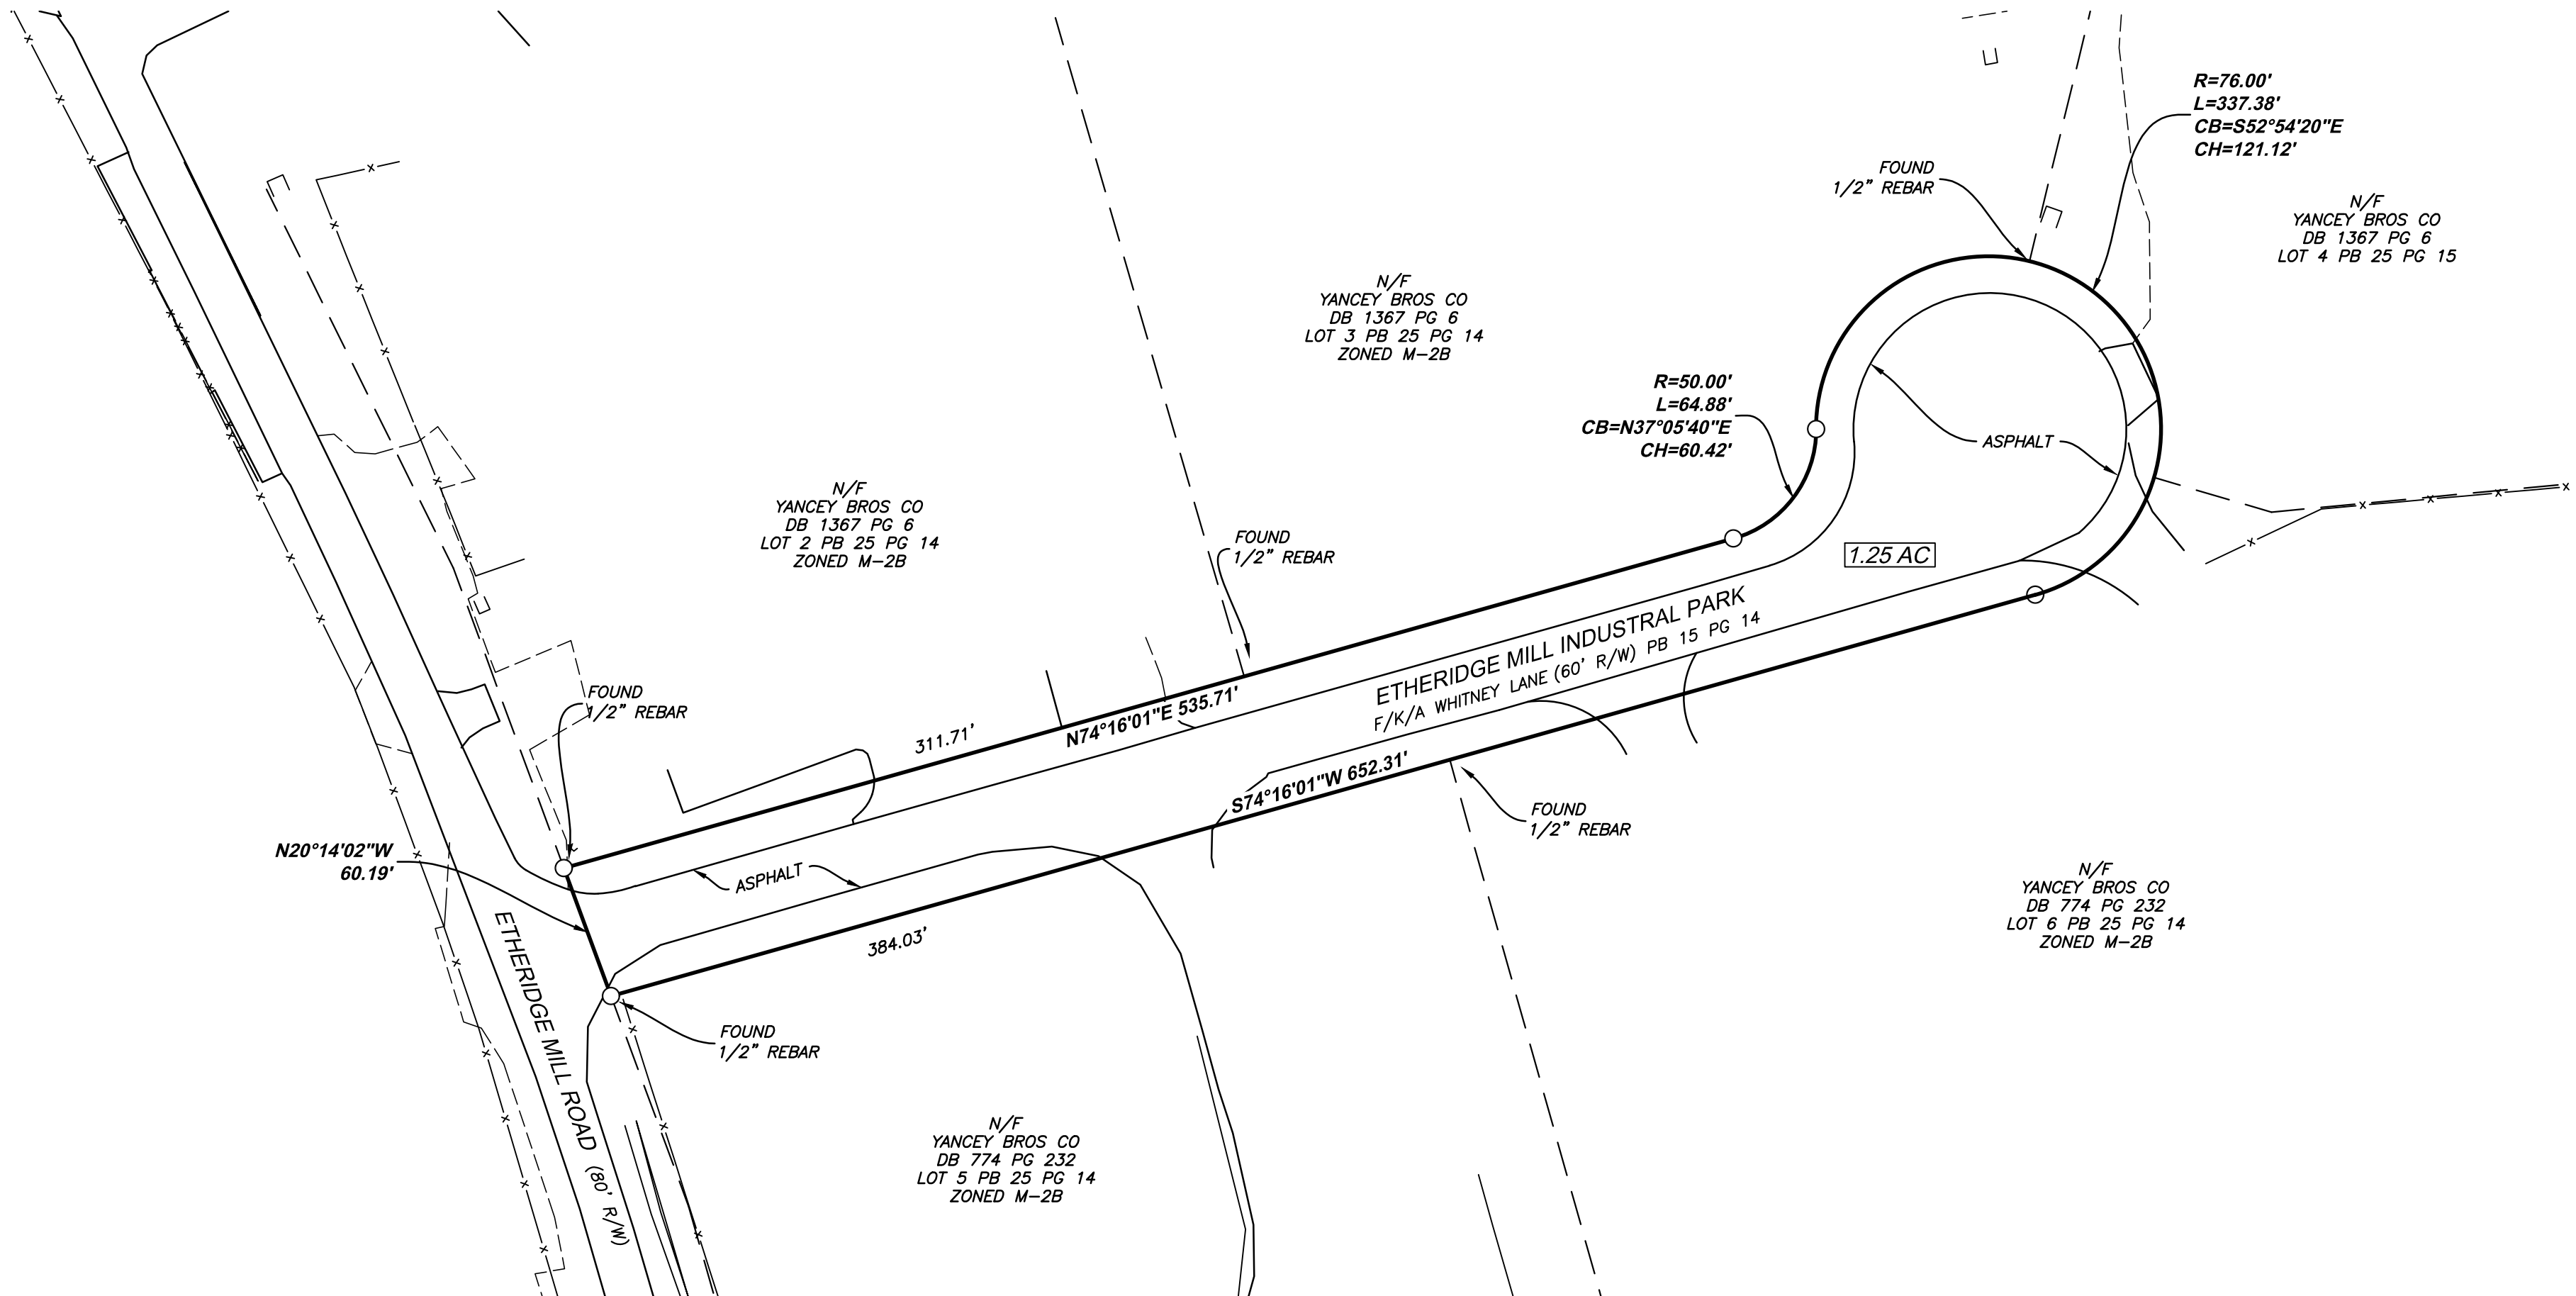 R=76.00'
L=337.38'
CB=S52°54'20"E
CH=121.12'
FOUND
1/2" REBAR
N/F
YANCEY BROS CO
DB 1367 PG 6
LOT 4 PB 25 PG 15
N/F
YANCEY BROS CO
DB 1367 PG 6
LOT 3 PB 25 PG 14
ZONED M-2B
R=50.00'
L=64.88'
CB=N37°05'40"E
CH=60.42'
ASPHALT
N/F
YANCEY BROS CO
DB 1367 PG 6
LOT 2 PB 25 PG 14
ZONED M-2B
FOUND
1/2" REBAR
1.25 AC
ETHERIDGE MILL INDUSTRAL PARK
F/K/A WHITNEY LANE (60' R/W) PB 15 PG 14
FOUND
1/2" REBAR
311.71'
N74°16'01"E 535.71'
S74°16'01"W 652.31'
FOUND
1/2" REBAR
N20°14'02"W
60.19'
ASPHALT
384.03'
N/F
YANCEY BROS CO
DB 774 PG 232
LOT 6 PB 25 PG 14
ZONED M-2B
ETHERIDGE MILL ROAD (80' R/W)
FOUND
1/2" REBAR
N/F
YANCEY BROS CO
DB 774 PG 232
LOT 5 PB 25 PG 14
ZONED M-2B